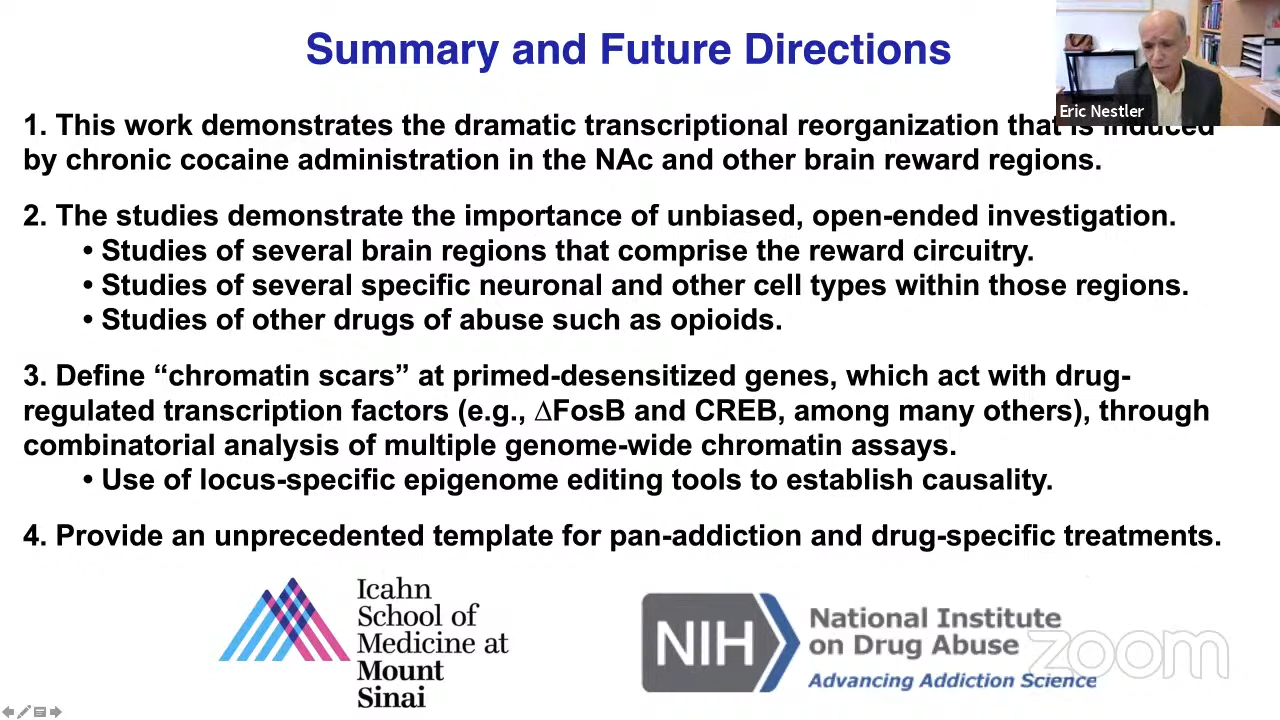 Summary and Future Directions
Eric Nestler
1. This work demonstrates the dramatic transcriptional reorganization that is induced
by chronic cocaine administration in the NAc and other brain reward regions.
2. The studies demonstrate the importance of unbiased, open-ended investigation.
• Studies of several brain regions that comprise the reward circuitry.
• Studies of several specific neuronal and other cell types within those regions.
• Studies of other drugs of abuse such as opioids.
3. Define “chromatin scars” at primed-desensitized genes, which act with drug-
regulated transcription factors (e.g., ∆FosB and CREB, among many others), through
combinatorial analysis of multiple genome-wide chromatin assays.
• Use of locus-specific epigenome editing tools to establish causality.
4. Provide an unprecedented template for pan-addiction and drug-specific treatments.
Icahn
School of
Medicine at
Mount
Sinai
NIH
National Institute
on Drug Abuse
Advancing Addiction Science
zoom